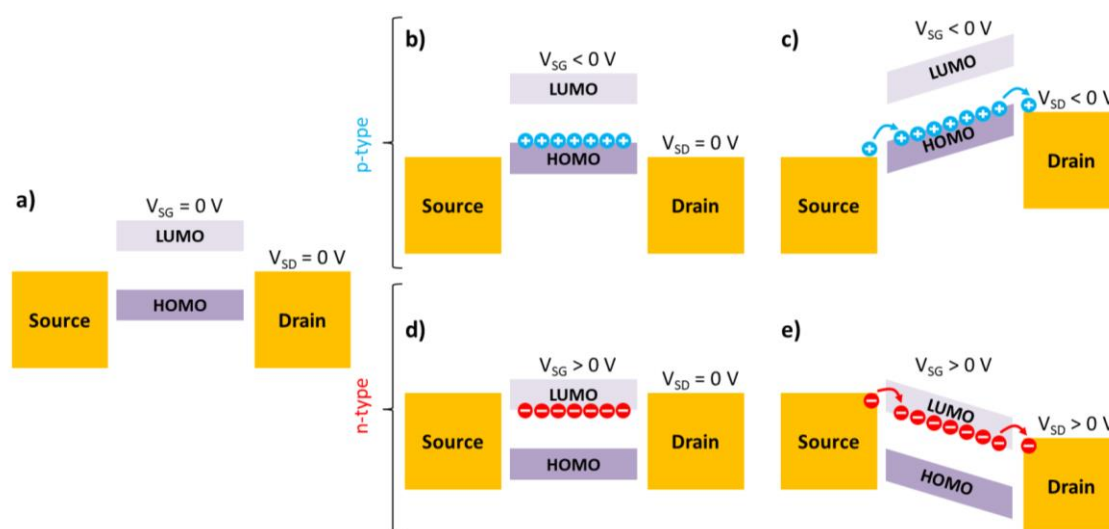 a)
V_SG = 0 V
LUMO
V_SD = 0 V
HOMO
Source
Drain
p-type
b)
V_SG < 0 V
LUMO
+ + + + + + +
HOMO
V_SD = 0 V
Source
Drain
c)
V_SG < 0 V
LUMO
V_SD < 0 V
+ + + + + + + + +
HOMO
Source
Drain
n-type
d)
V_SG > 0 V
LUMO
V_SD = 0 V
− − − − − − −
HOMO
Source
Drain
e)
V_SG > 0 V
LUMO
− − − − − − − − −
V_SD > 0 V
HOMO
Source
Drain